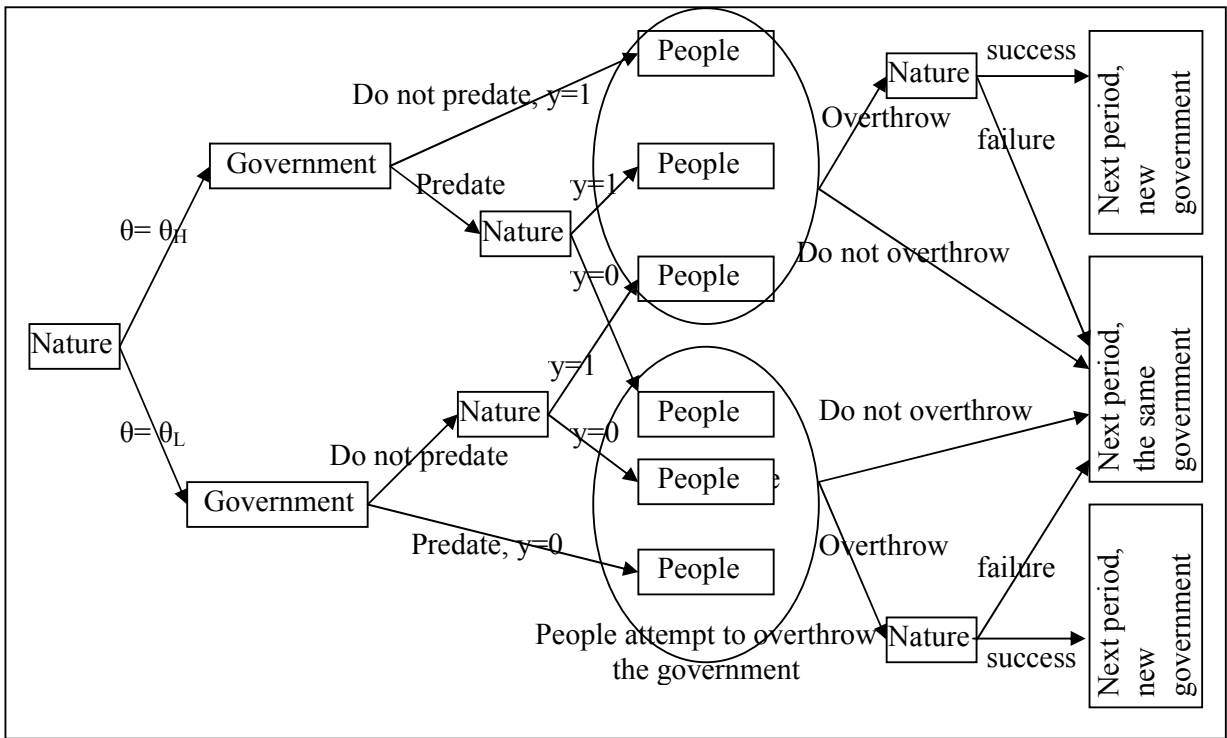 People
Nature
success
Next period,
new
government
Do not predate, y=1
Overthrow
failure
Government
People
Predate
y=1
Nature
θ= θH
Do not overthrow
People
y=0
Nature
Next period,
the same
government
y=1
Nature
People
Do not overthrow
y=0
θ= θL
Do not predate
People
e
Government
Predate, y=0
Overthrow
People
failure
People attempt to overthrow
the government
Nature
success
Next period,
new
government